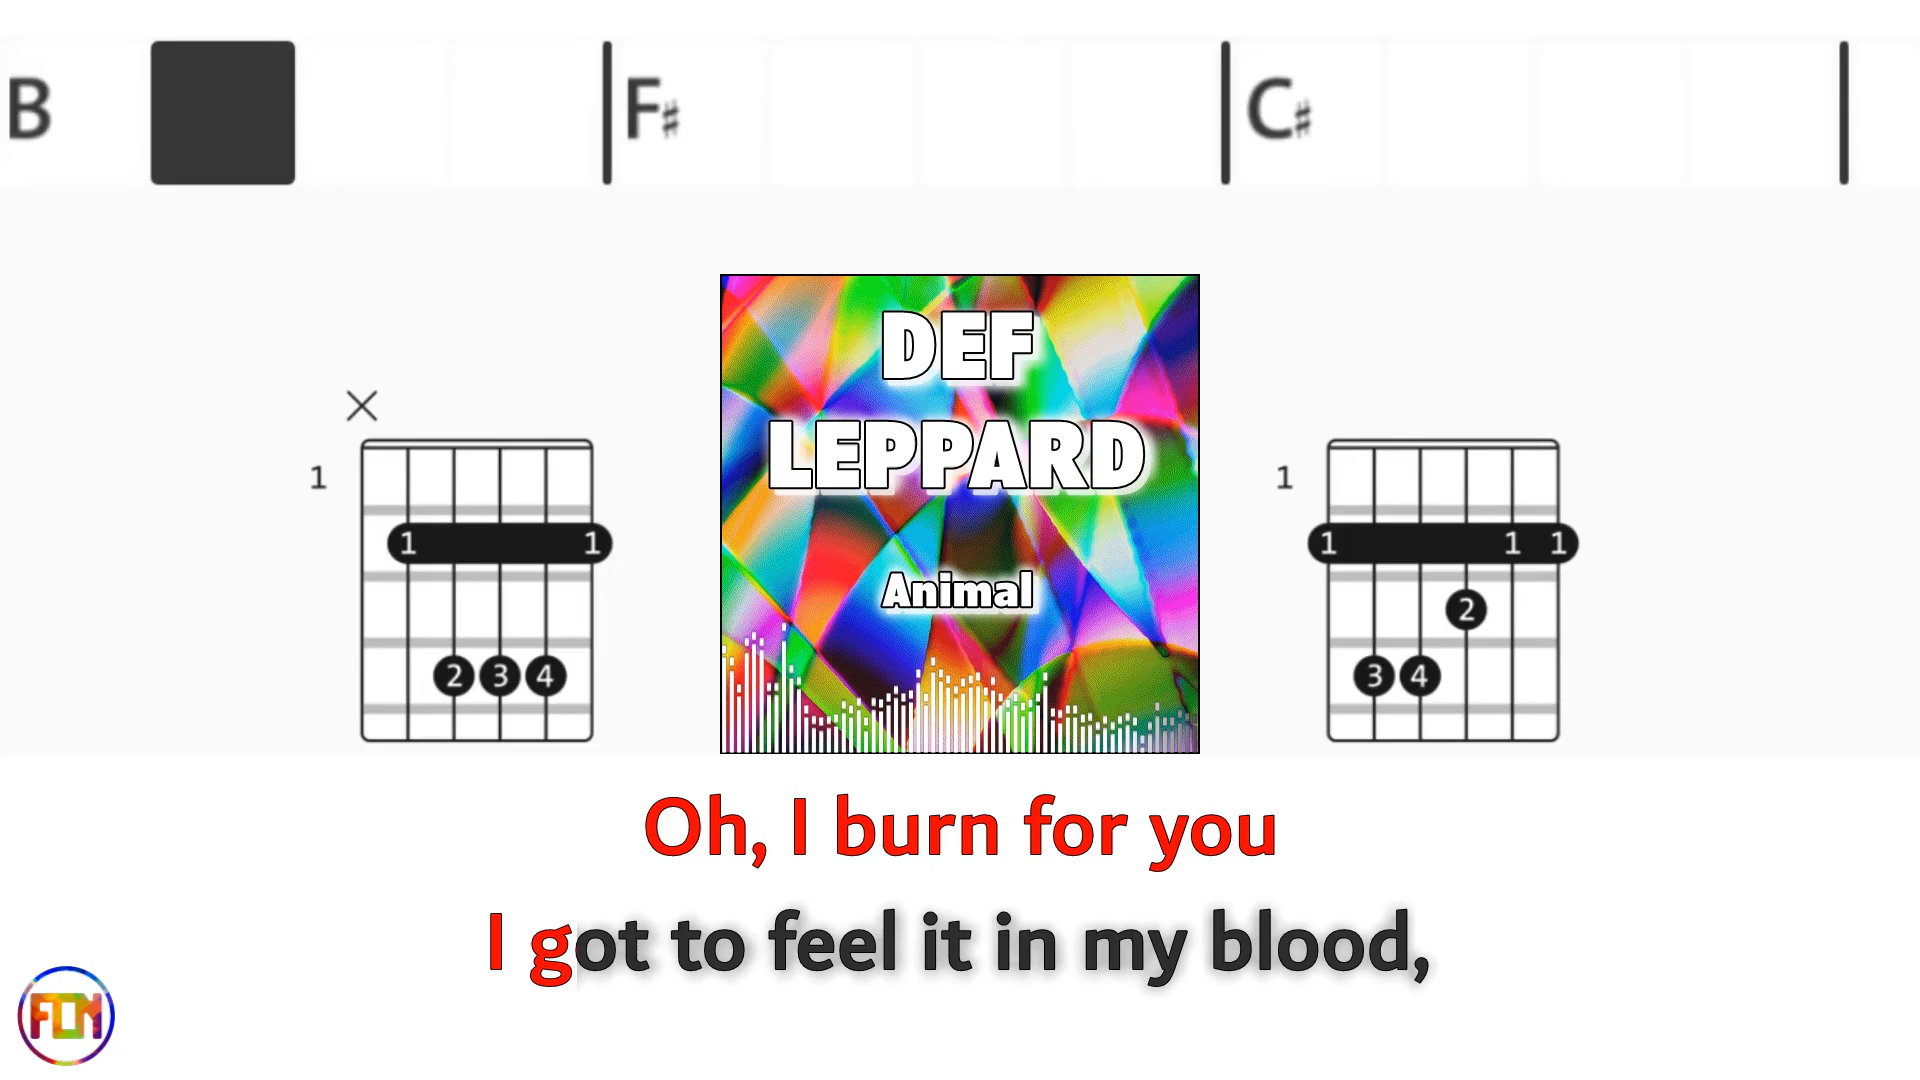 B F♯ C♯
DEF
LEPPARD
Animal
1 1
1 1 1 1 1
2
2 3 4 3 4
Oh, I burn for you
I got to feel it in my blood,
FCM